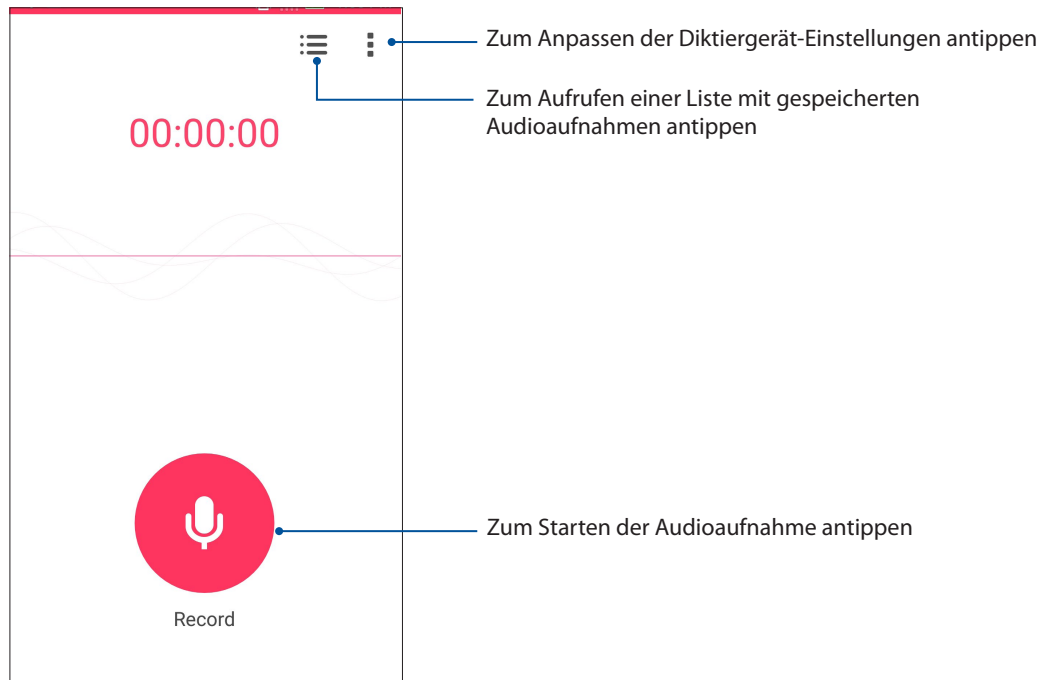 Zum Anpassen der Diktiergerät-Einstellungen antippen
Zum Aufrufen einer Liste mit gespeicherten
Audioaufnahmen antippen
00:00:00
Zum Starten der Audioaufnahme antippen
Record